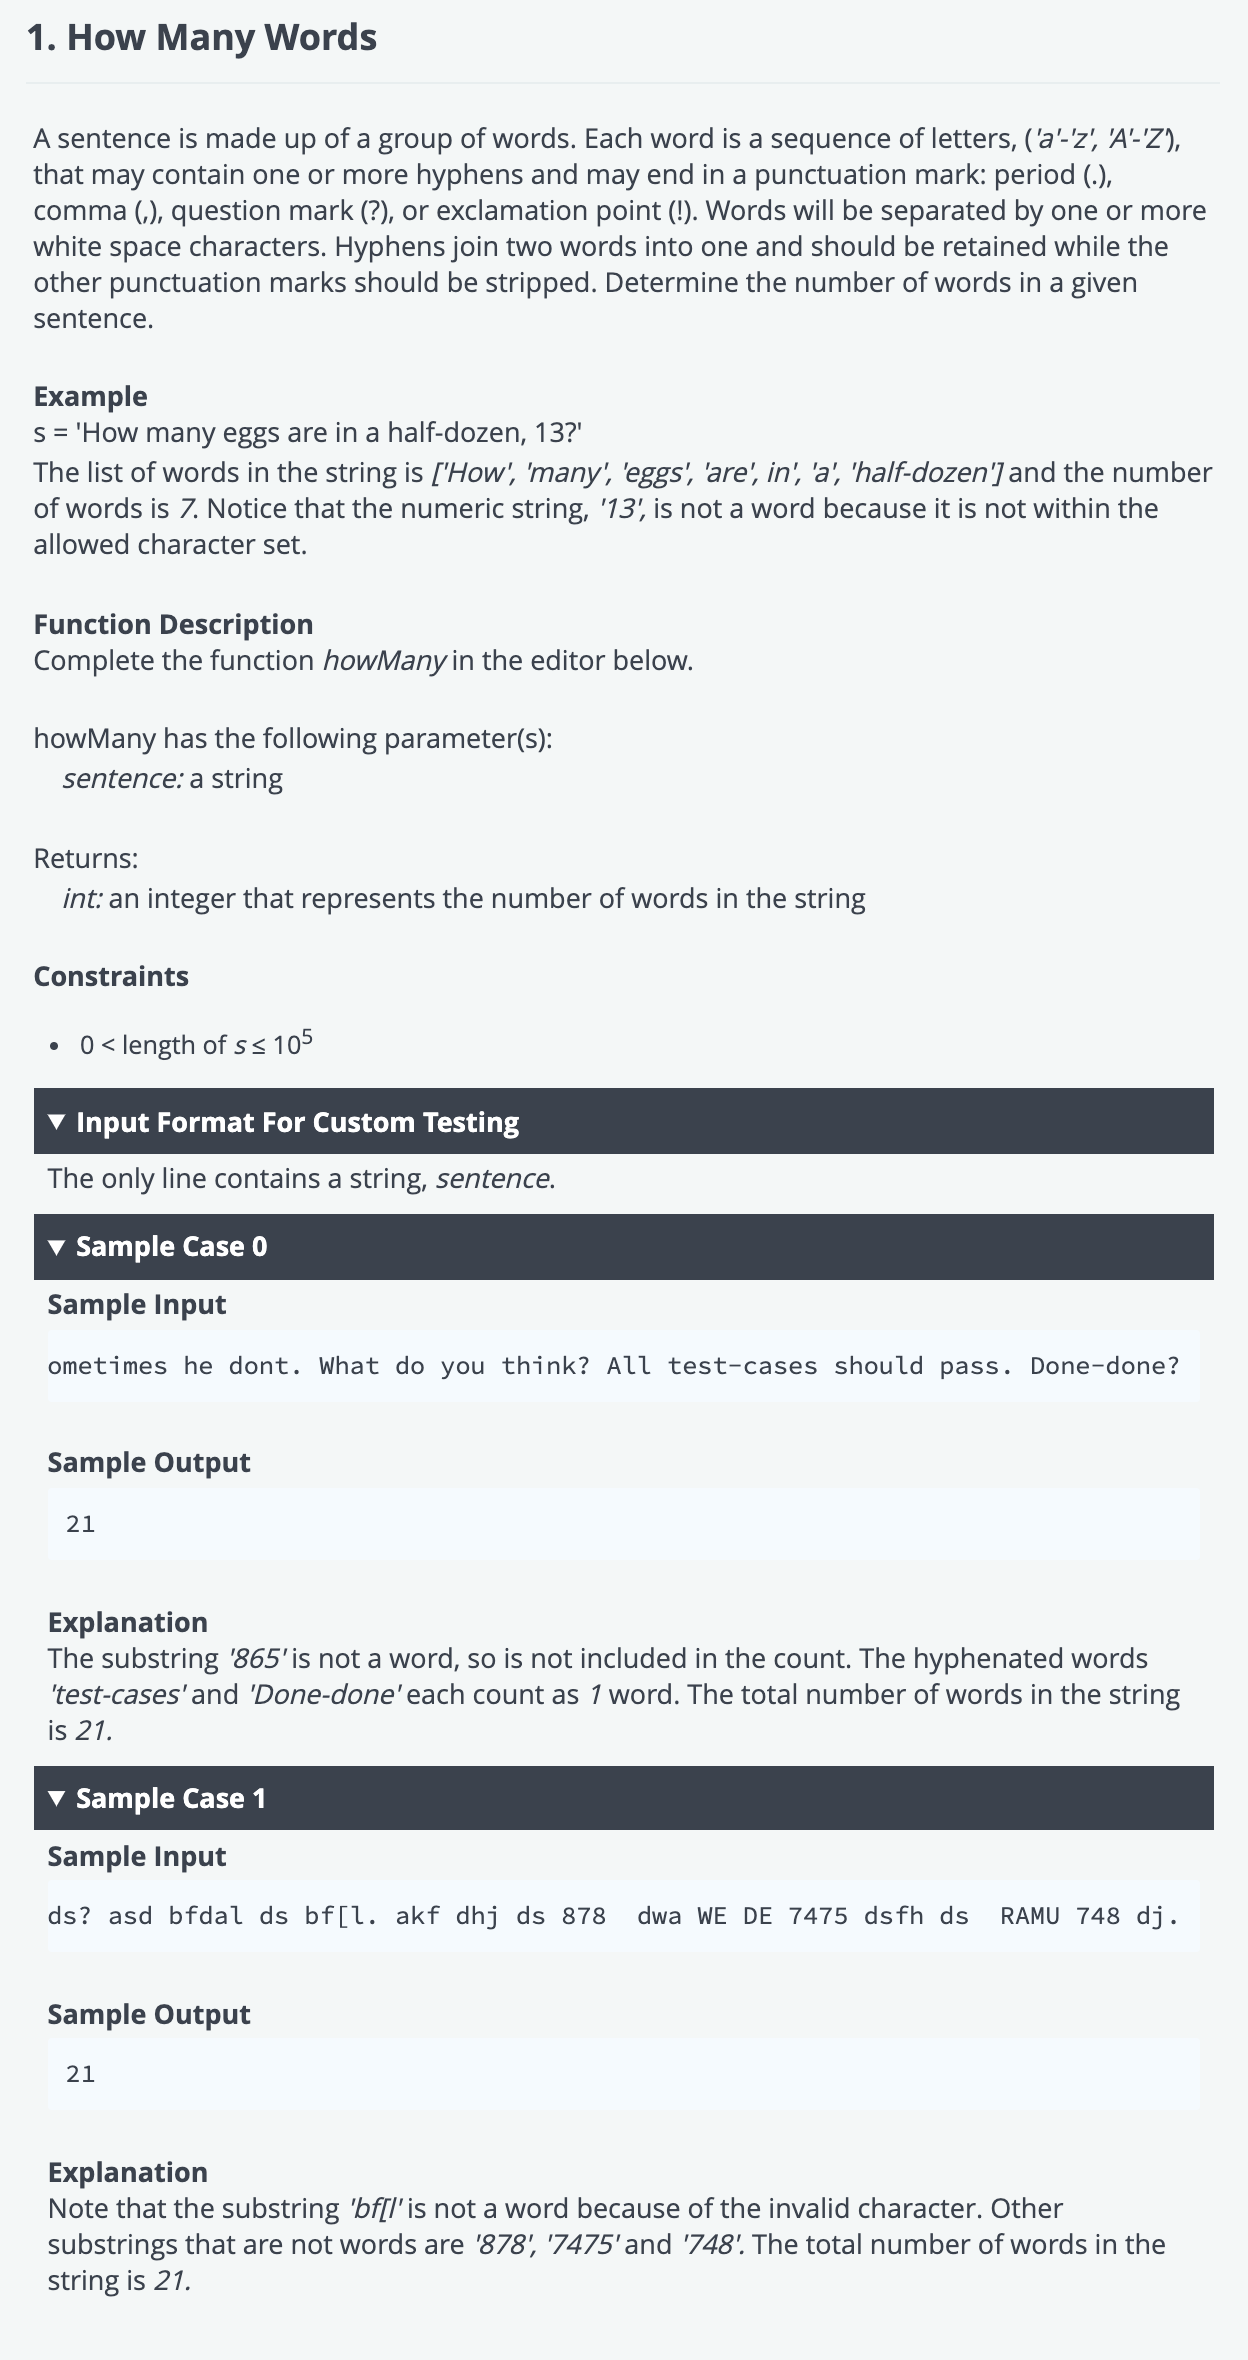 1. How Many Words
A sentence is made up of a group of words. Each word is a sequence of letters, ('a'-'z', 'A'-'Z'),
that may contain one or more hyphens and may end in a punctuation mark: period (.),
comma (,), question mark (?), or exclamation point (!). Words will be separated by one or more
white space characters. Hyphens join two words into one and should be retained while the
other punctuation marks should be stripped. Determine the number of words in a given
sentence.
Example
s = 'How many eggs are in a half-dozen, 13?'
The list of words in the string is ['How', 'many', 'eggs', 'are', in', 'a', 'half-dozen'] and the number
of words is 7. Notice that the numeric string, '13', is not a word because it is not within the
allowed character set.
Function Description
Complete the function howMany in the editor below.
howMany has the following parameter(s):
sentence: a string
Returns:
int: an integer that represents the number of words in the string
Constraints
• 0 < length of s ≤ 10^5
▼ Input Format For Custom Testing
The only line contains a string, sentence.
▼ Sample Case 0
Sample Input
ometimes he dont. What do you think? All test-cases should pass. Done-done?
Sample Output
21
Explanation
The substring '865' is not a word, so is not included in the count. The hyphenated words
'test-cases' and 'Done-done' each count as 1 word. The total number of words in the string
is 21.
▼ Sample Case 1
Sample Input
ds? asd bfdal ds bf[l. akf dhj ds 878  dwa WE DE 7475 dsfh ds  RAMU 748 dj.
Sample Output
21
Explanation
Note that the substring 'bf[l' is not a word because of the invalid character. Other
substrings that are not words are '878', '7475' and '748'. The total number of words in the
string is 21.